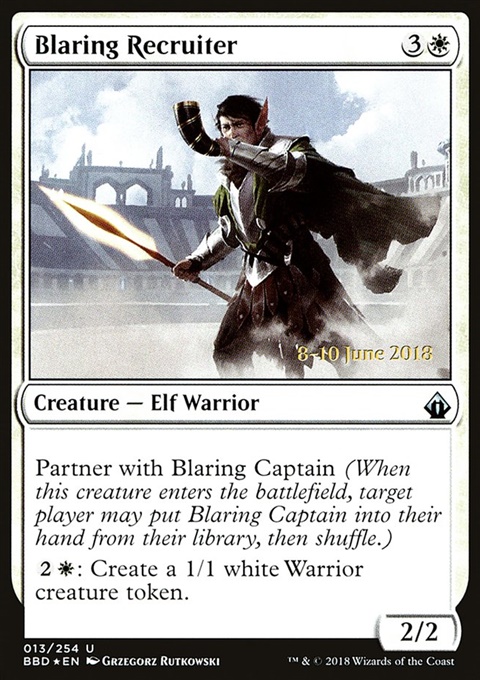 Blaring Recruiter 3
8-10 June 2018
Creature — Elf Warrior
Partner with Blaring Captain (When
this creature enters the battlefield, target
player may put Blaring Captain into their
hand from their library, then shuffle.)
2 : Create a 1/1 white Warrior
creature token.
2/2
013/254 U
BBD ★ EN Grzegorz Rutkowski
™ & © 2018 Wizards of the Coast